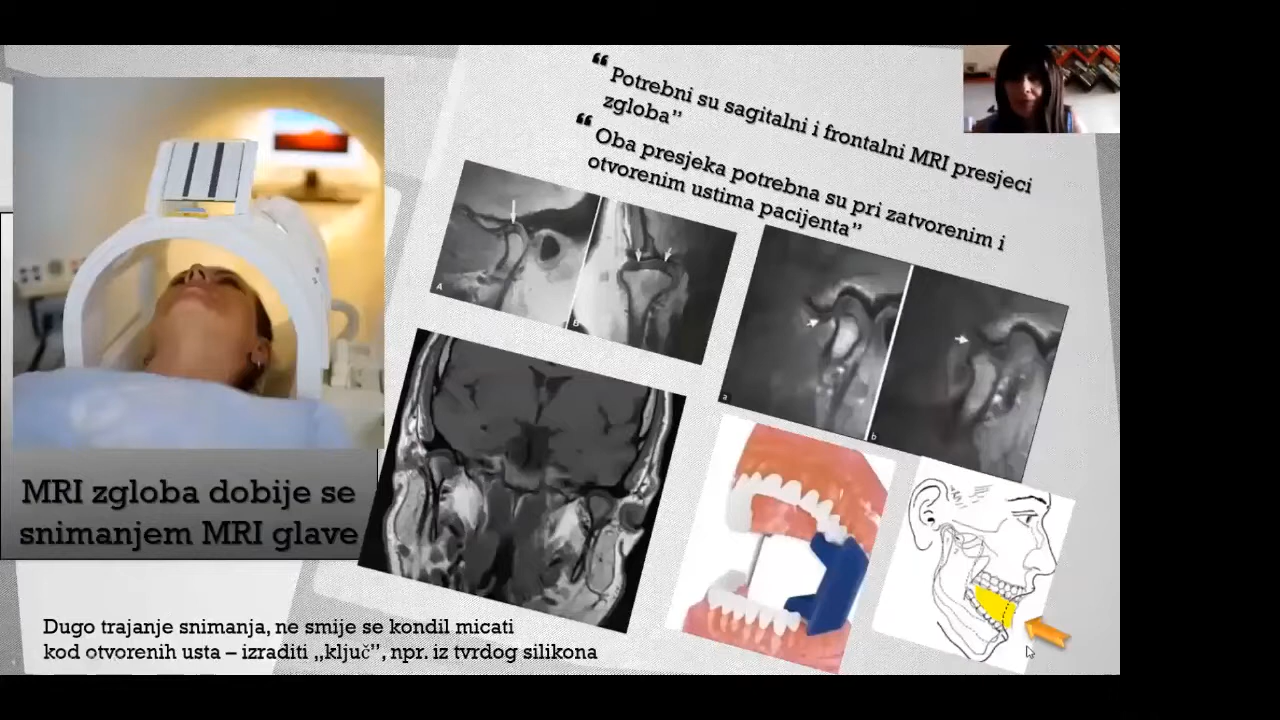 “ Potrebni su sagitalni i frontalni MRI presjeci
zgloba”
“ Oba presjeka potrebna su pri zatvorenim i
otvorenim ustima pacijenta”
A
B
a
b
MRI zgloba dobije se
snimanjem MRI glave
Dugo trajanje snimanja, ne smije se kondil micati
kod otvorenih usta – izraditi „ključ”, npr. iz tvrdog silikona